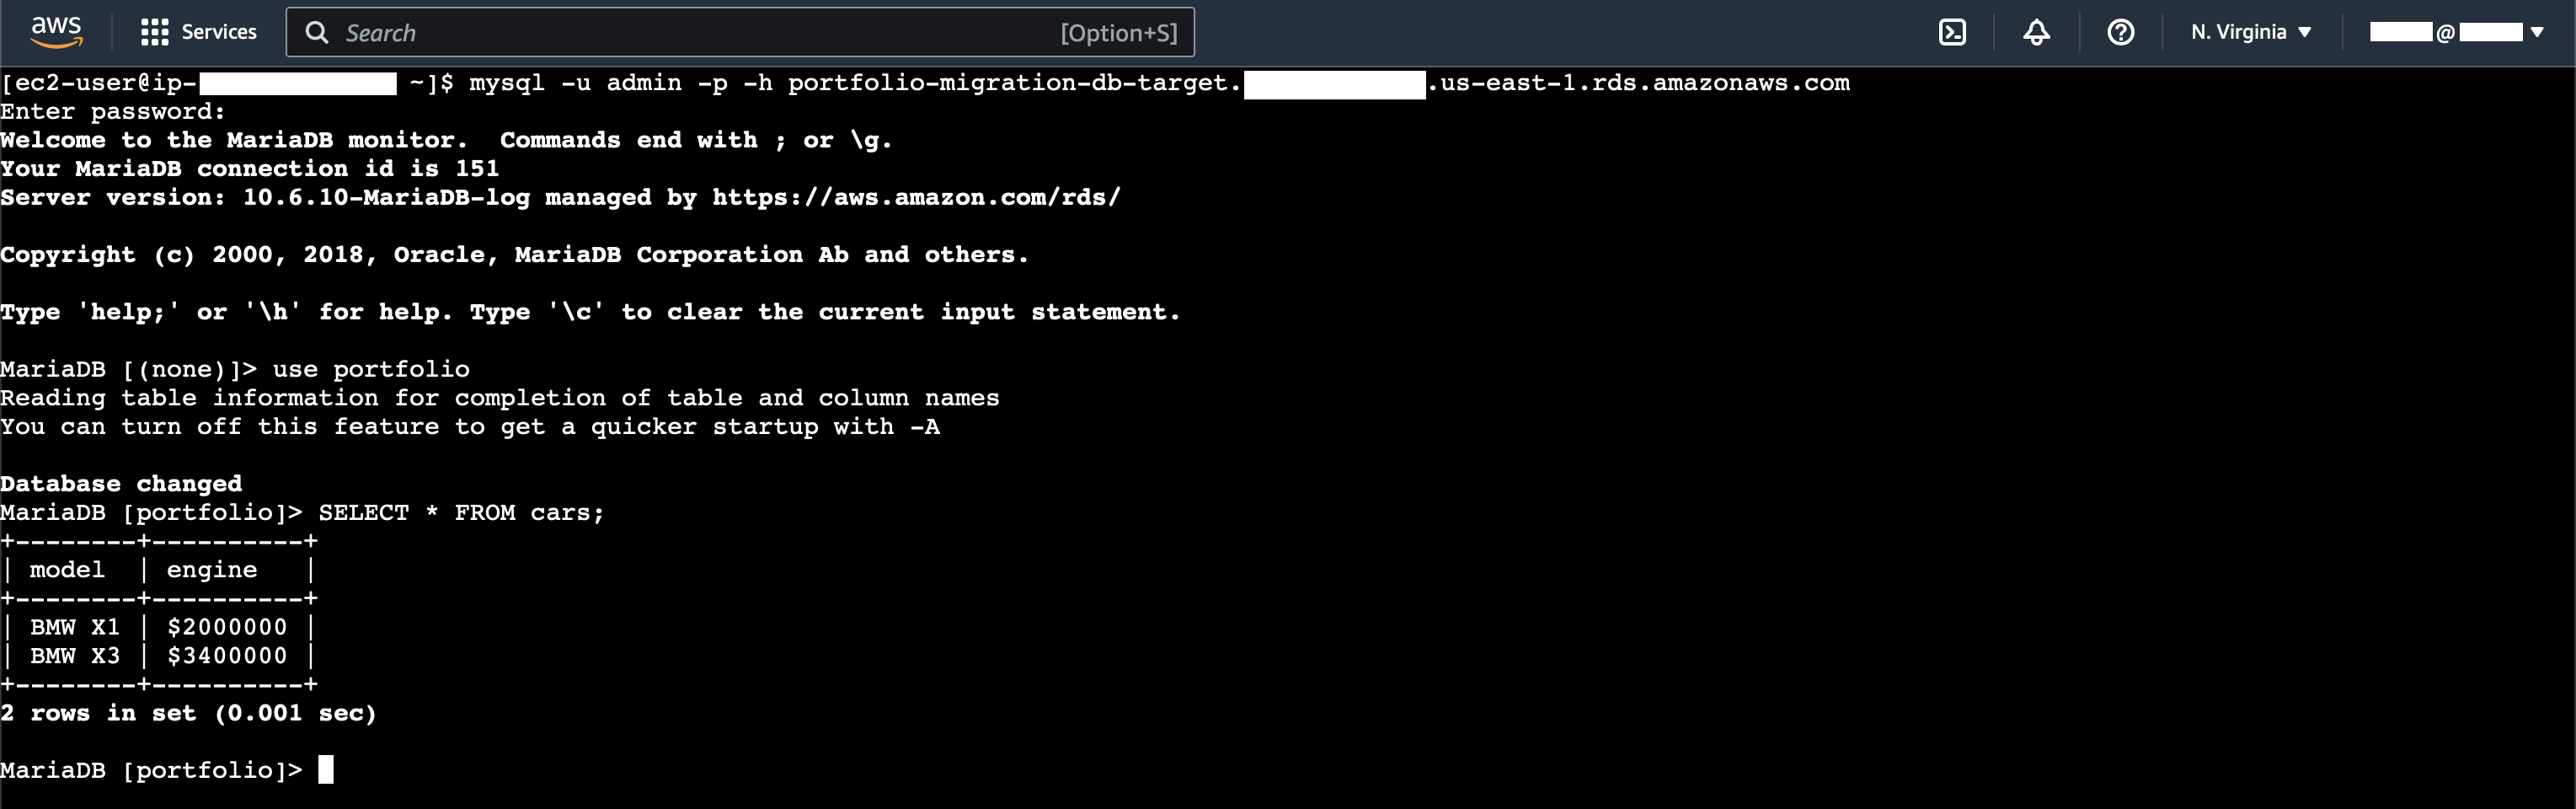 aws Services Search [Option+S] N. Virginia @
[ec2-user@ip- ~]$ mysql -u admin -p -h portfolio-migration-db-target. .us-east-1.rds.amazonaws.com
Enter password:
Welcome to the MariaDB monitor.  Commands end with ; or \g.
Your MariaDB connection id is 151
Server version: 10.6.10-MariaDB-log managed by https://aws.amazon.com/rds/
Copyright (c) 2000, 2018, Oracle, MariaDB Corporation Ab and others.
Type 'help;' or '\h' for help. Type '\c' to clear the current input statement.
MariaDB [(none)]> use portfolio
Reading table information for completion of table and column names
You can turn off this feature to get a quicker startup with -A
Database changed
MariaDB [portfolio]> SELECT * FROM cars;
+--------+----------+
| model  | engine   |
+--------+----------+
| BMW X1 | $2000000 |
| BMW X3 | $3400000 |
+--------+----------+
2 rows in set (0.001 sec)
MariaDB [portfolio]>